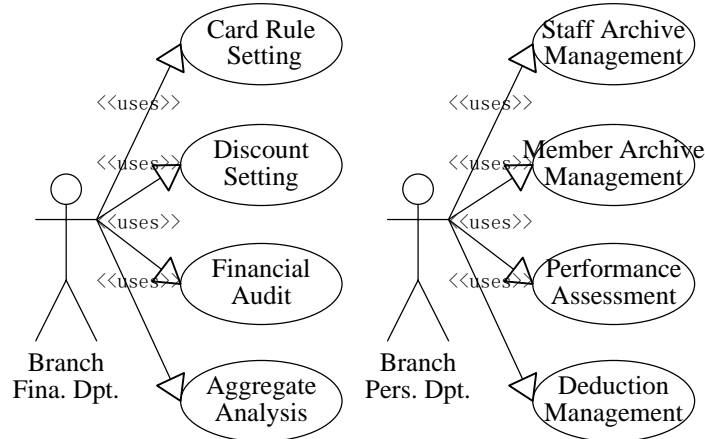 Card Rule
Setting
<<uses>>
<<uses>>
Discount
Setting
<<uses>>
<<uses>>
Financial
Audit
Branch
Fina. Dpt.
Aggregate
Analysis
Staff Archive
Management
<<uses>>
<<uses>>
Member Archive
Management
<<uses>>
<<uses>>
Performance
Assessment
Branch
Pers. Dpt.
Deduction
Management